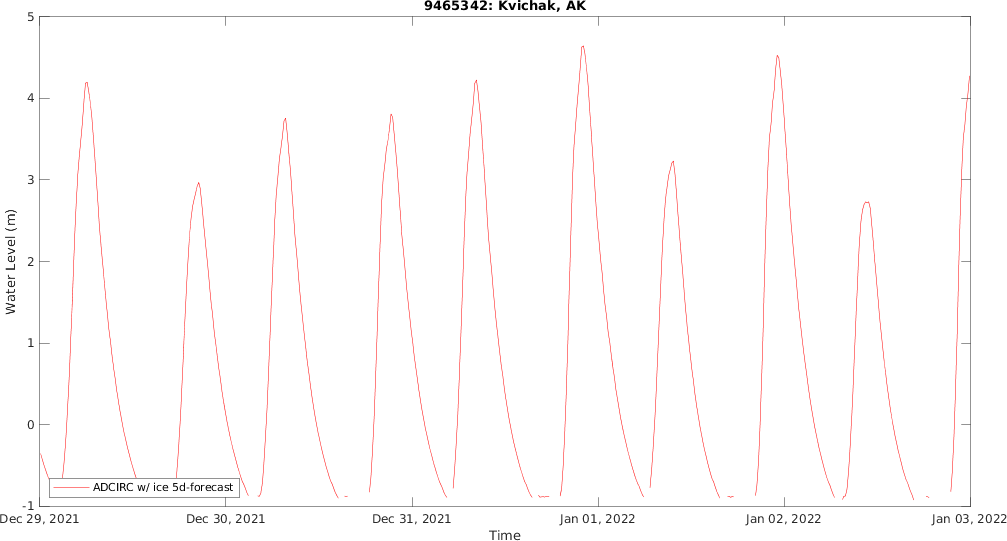 9465342: Kvichak, AK
5
4
3
2
1
0
-1
Water Level (m)
ADCIRC w/ ice 5d-forecast
Dec 29, 2021
Dec 30, 2021
Dec 31, 2021
Jan 01, 2022
Jan 02, 2022
Jan 03, 2022
Time